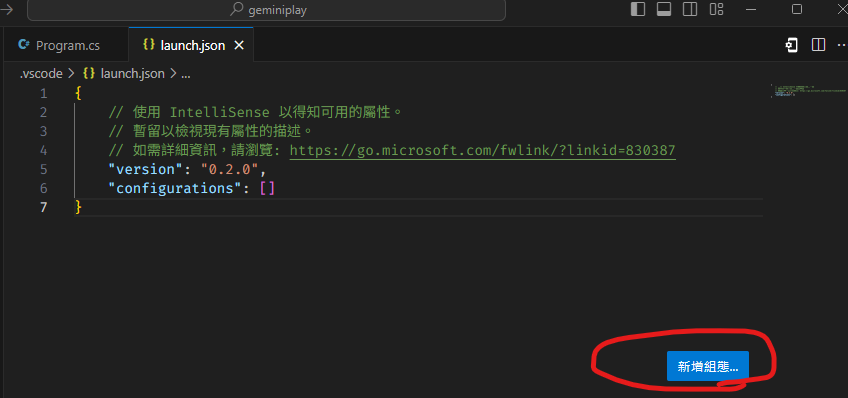 geminiplay
Program.cs
launch.json
.vscode > launch.json > ...
1 {
2 // 使用 IntelliSense 以得知可用的屬性。
3 // 暫留以檢視現有屬性的描述。
4 // 如需詳細資訊，請瀏覽: https://go.microsoft.com/fwlink/?linkid=830387
5 "version": "0.2.0",
6 "configurations": []
7 }
新增組態...